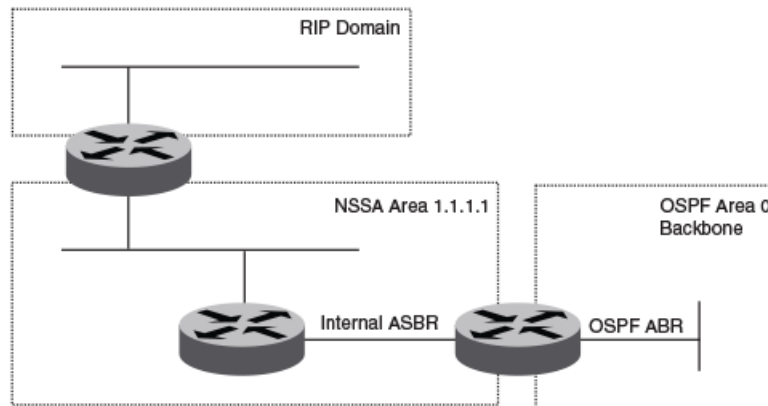 RIP Domain
NSSA Area 1.1.1.1
OSPF Area 0
Backbone
Internal ASBR
OSPF ABR